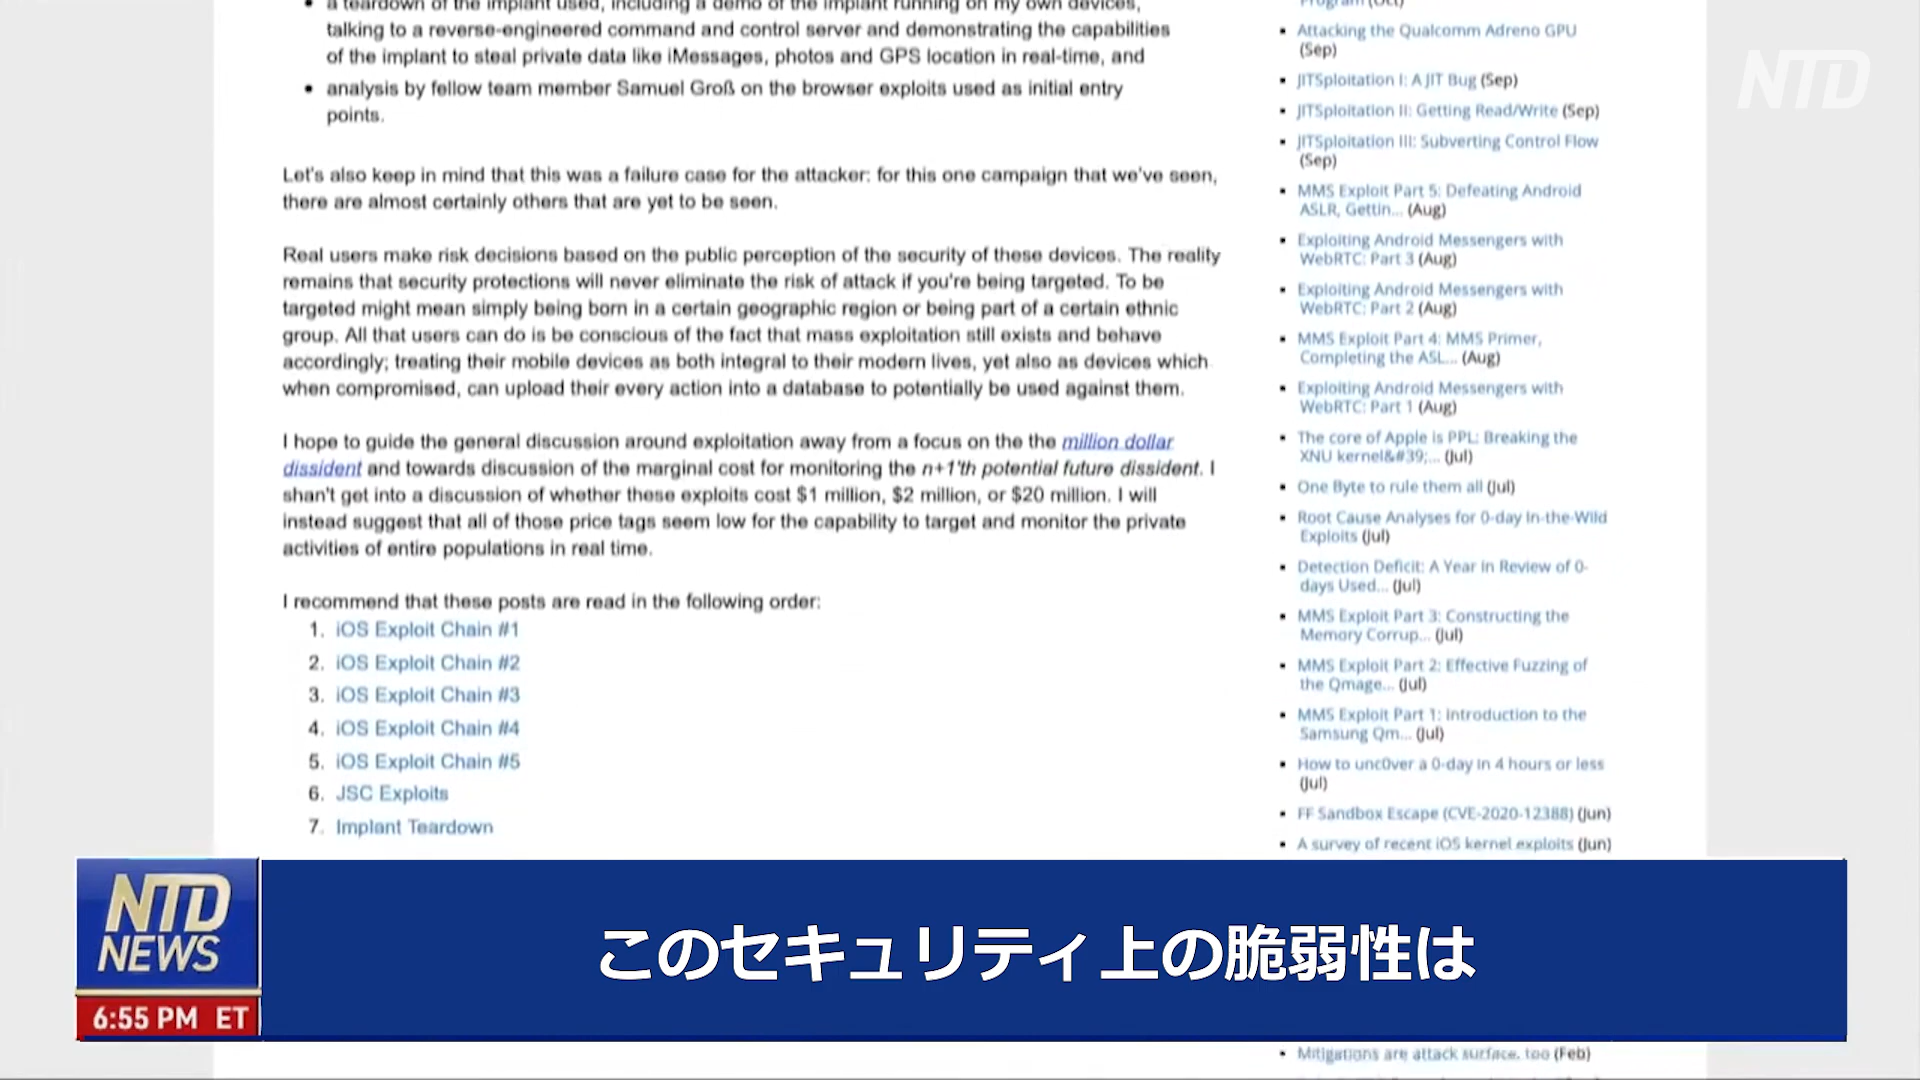 a teardown of the implant used, including a demo of the implant running on my own devices,
talking to a reverse-engineered command and control server and demonstrating the capabilities
of the implant to steal private data like iMessages, photos and GPS location in real-time, and
analysis by fellow team member Samuel Groß on the browser exploits used as initial entry
points.
Let's also keep in mind that this was a failure case for the attacker: for this one campaign that we've seen,
there are almost certainly others that are yet to be seen.
Real users make risk decisions based on the public perception of the security of these devices. The reality
remains that security protections will never eliminate the risk of attack if you're being targeted. To be
targeted might mean simply being born in a certain geographic region or being part of a certain ethnic
group. All that users can do is be conscious of the fact that mass exploitation still exists and behave
accordingly; treating their mobile devices as both integral to their modern lives, yet also as devices which
when compromised, can upload their every action into a database to potentially be used against them.
I hope to guide the general discussion around exploitation away from a focus on the the million dollar
dissident and towards discussion of the marginal cost for monitoring the n+1'th potential future dissident. I
shan't get into a discussion of whether these exploits cost $1 million, $2 million, or $20 million. I will
instead suggest that all of those price tags seem low for the capability to target and monitor the private
activities of entire populations in real time.
I recommend that these posts are read in the following order:
1. iOS Exploit Chain #1
2. iOS Exploit Chain #2
3. iOS Exploit Chain #3
4. iOS Exploit Chain #4
5. iOS Exploit Chain #5
6. JSC Exploits
7. Implant Teardown
Program (Oct)
Attacking the Qualcomm Adreno GPU
(Sep)
JITSploitation I: A JIT Bug (Sep)
JITSploitation II: Getting Read/Write (Sep)
JITSploitation III: Subverting Control Flow
(Sep)
MMS Exploit Part 5: Defeating Android
ASLR, Gettin... (Aug)
Exploiting Android Messengers with
WebRTC: Part 3 (Aug)
Exploiting Android Messengers with
WebRTC: Part 2 (Aug)
MMS Exploit Part 4: MMS Primer,
Completing the ASL... (Aug)
Exploiting Android Messengers with
WebRTC: Part 1 (Aug)
The core of Apple is PPL: Breaking the
XNU kernel&#39;... (Jul)
One Byte to rule them all (Jul)
Root Cause Analyses for 0-day In-the-Wild
Exploits (Jul)
Detection Deficit: A Year in Review of 0-
days Used... (Jul)
MMS Exploit Part 3: Constructing the
Memory Corrup... (Jul)
MMS Exploit Part 2: Effective Fuzzing of
the Qmage... (Jul)
MMS Exploit Part 1: Introduction to the
Samsung Qm... (Jul)
How to unc0ver a 0-day in 4 hours or less
(Jul)
FF Sandbox Escape (CVE-2020-12388) (Jun)
A survey of recent iOS kernel exploits (Jun)
Mitigations are attack surface, too (Feb)
NTD
NTD
NEWS
6:55 PM ET
このセキュリティ上の脆弱性は